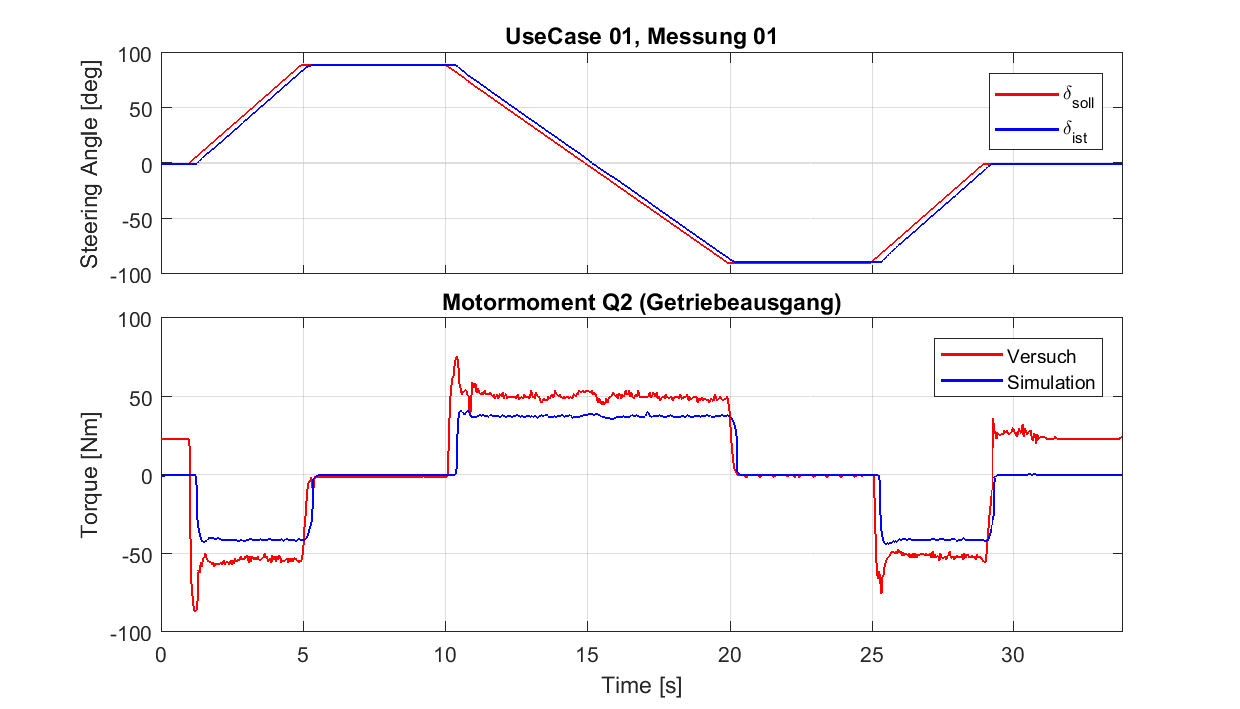 UseCase 01, Messung 01
100
50
0
-50
-100
Steering Angle [deg]
δsoll
δist
Motormoment Q2 (Getriebeausgang)
100
50
0
-50
-100
Torque [Nm]
Versuch
Simulation
0 5 10 15 20 25 30
Time [s]